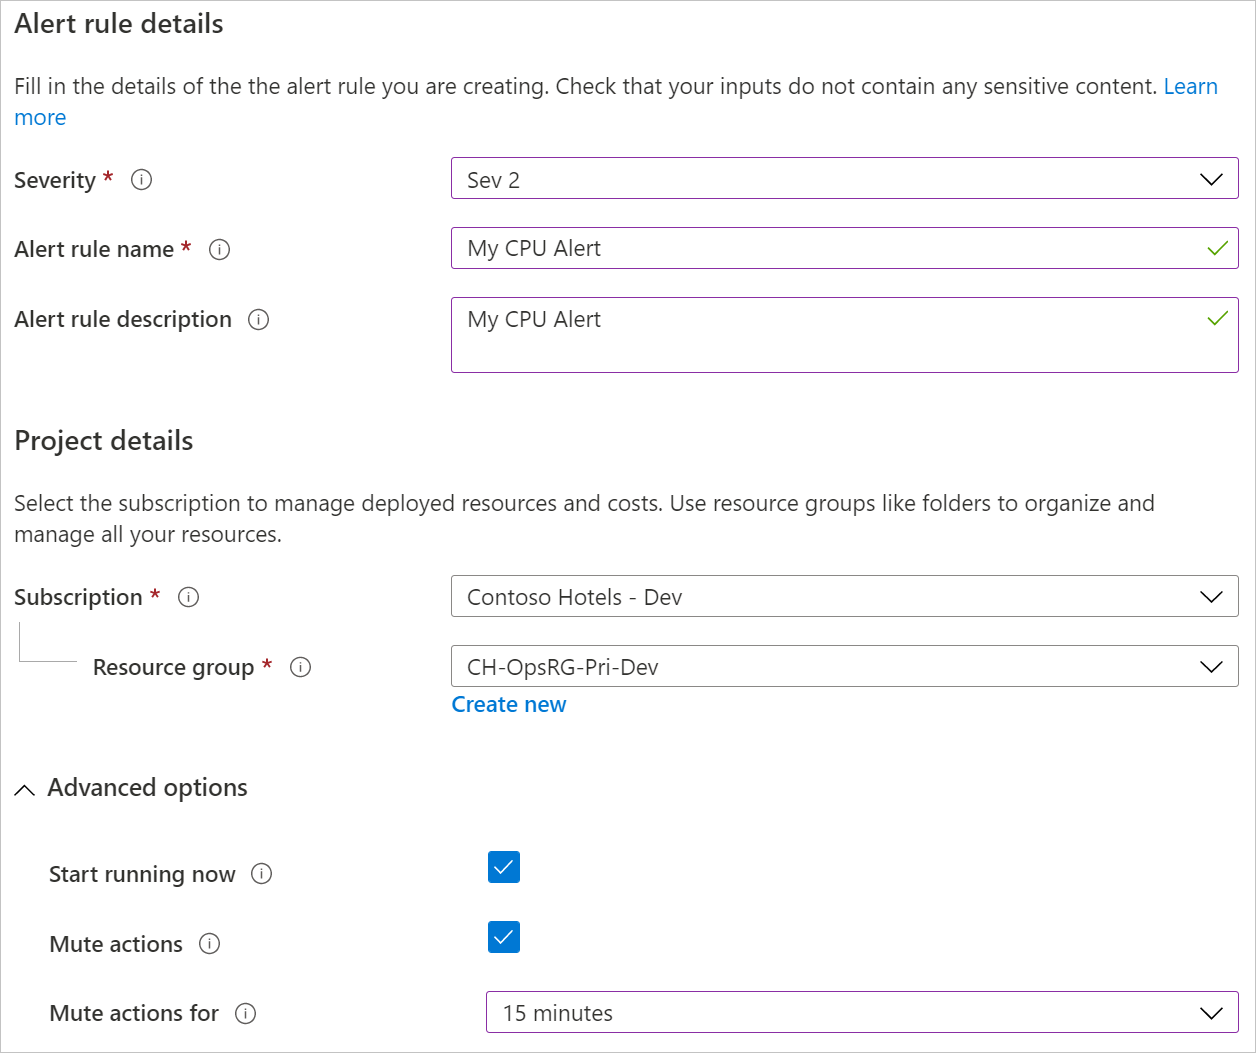 Alert rule details
Fill in the details of the the alert rule you are creating. Check that your inputs do not contain any sensitive content. Learn
more
Severity *
Sev 2
Alert rule name *
My CPU Alert
Alert rule description
My CPU Alert
Project details
Select the subscription to manage deployed resources and costs. Use resource groups like folders to organize and
manage all your resources.
Subscription *
Contoso Hotels - Dev
Resource group *
CH-OpsRG-Pri-Dev
Create new
Advanced options
Start running now
Mute actions
Mute actions for
15 minutes